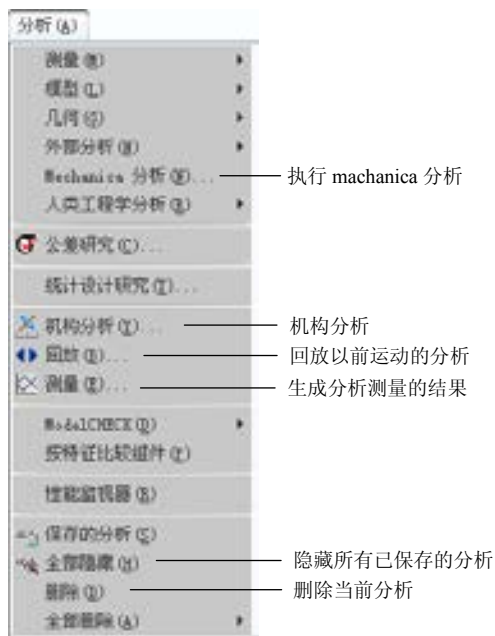 分析(A)
测量(M)
模型(L)
几何(G)
外部分析(N)
Mechanica 分析(E)... 执行 machanica 分析
人类工程学分析(R)
公差研究(C)...
统计设计研究(T)...
机构分析(Y)... 机构分析
回放(B)... 回放以前运动的分析
测量(E)... 生成分析测量的结果
ModelCHECK(D)
按特征比较组件(F)
性能监视器(R)
保存的分析(S)
全部隐藏(H) 隐藏所有已保存的分析
删除(D) 删除当前分析
全部删除(A)